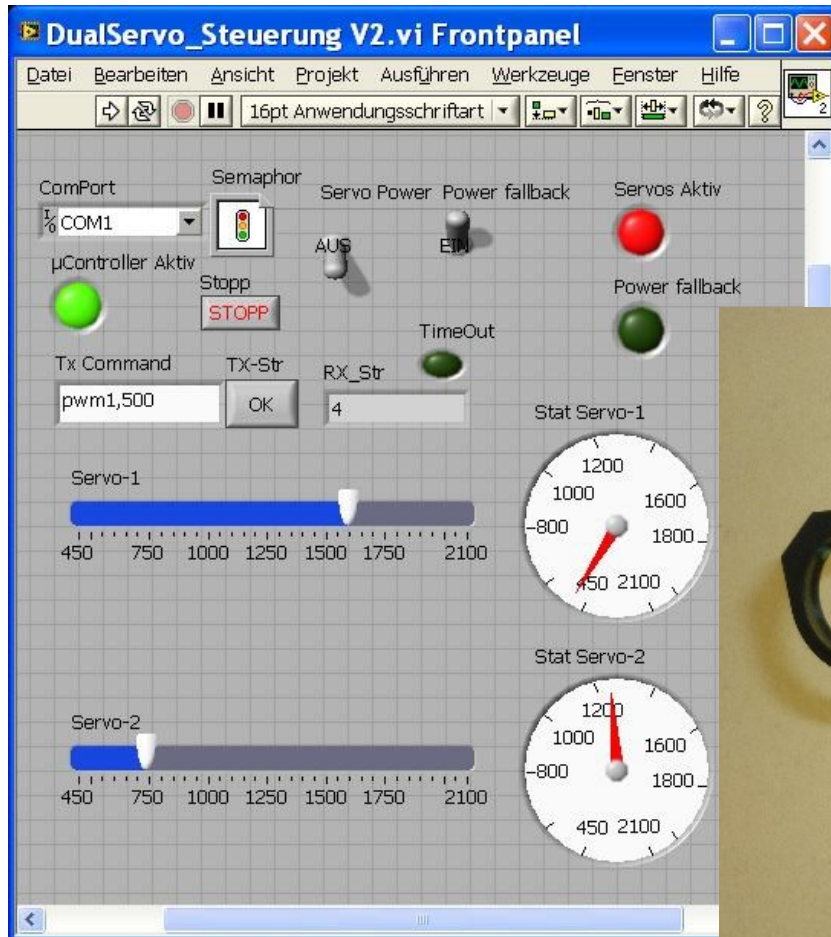 DualServo_Steuerung V2.vi Frontpanel
Datei Bearbeiten Ansicht Projekt Ausführen Werkzeuge Fenster Hilfe
16pt Anwendungsschriftart
2
ComPort Semaphor Servo Power Power fallback Servos Aktiv
I/O COM1
AUS EIN
µController Aktiv
Stopp Power fallback
STOPP
TimeOut
Tx Command TX-Str RX_Str
pwm1,500 OK 4
Stat Servo-1
1200
1000 1600
800 1800
450 2100
Servo-1
450 750 1000 1250 1500 1750 2100
Stat Servo-2
1200
1000 1600
800 1800
450 2100
Servo-2
450 750 1000 1250 1500 1750 2100